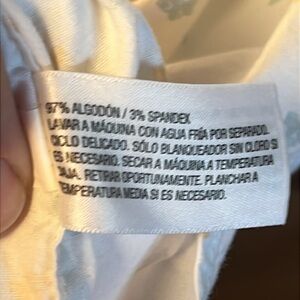 97% ALGODÓN / 3% SPANDEX
LAVAR A MÁQUINA CON AGUA FRÍA POR SEPARADO.
CICLO DELICADO. SÓLO BLANQUEADOR SIN CLORO SI
ES NECESARIO. SECAR A MÁQUINA A TEMPERATURA
BAJA. RETIRAR OPORTUNAMENTE. PLANCHAR A
TEMPERATURA MEDIA SI ES NECESARIO.